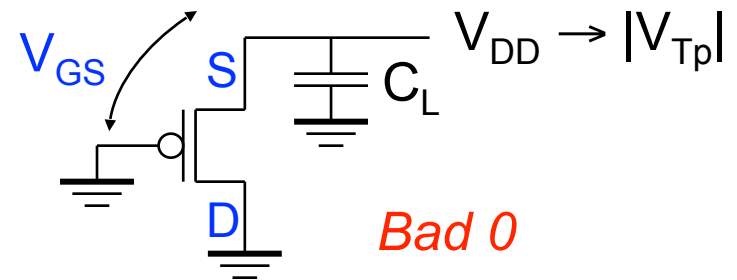 V_GS
S
C_L
V_DD → |V_Tp|
D
Bad 0